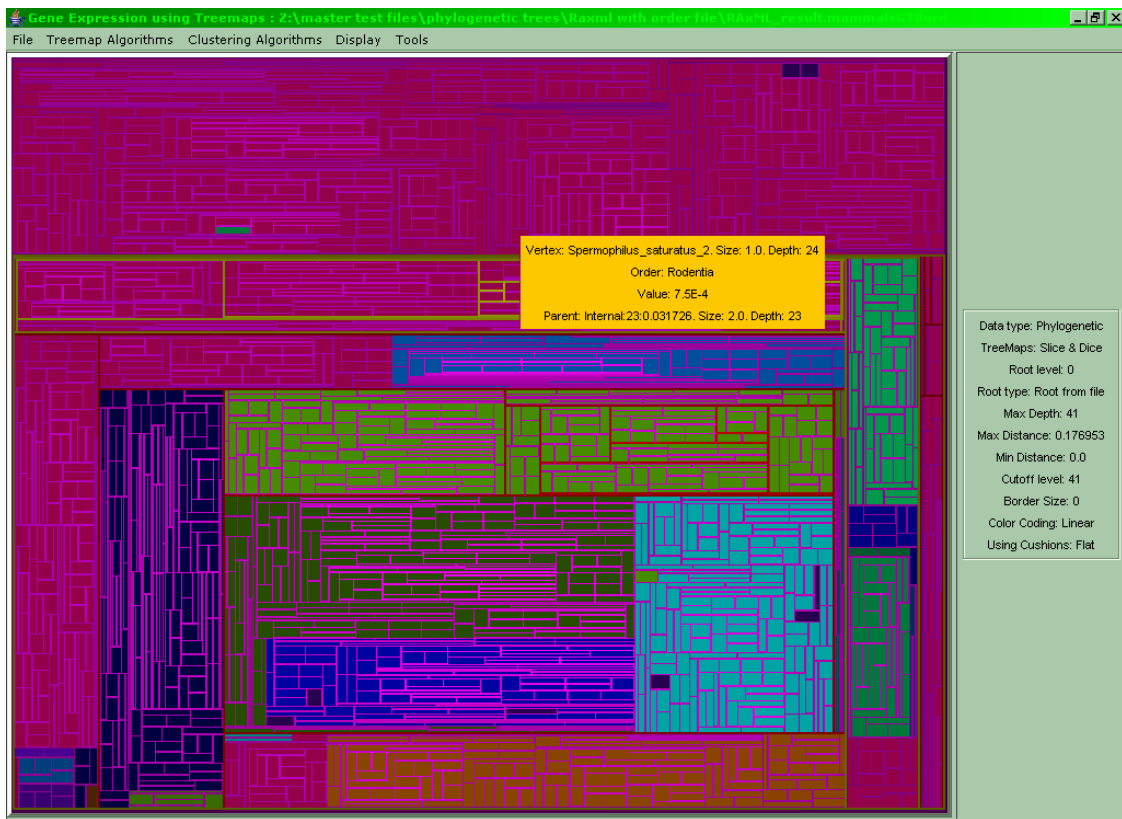 Gene Expression using Treemaps : Z:\master test files\phylogenetic trees\Raxml with order file\RAxML_result.mammalsGTRord
File Treemap Algorithms Clustering Algorithms Display Tools
Vertex: Spermophilus_saturatus_2. Size: 1.0. Depth: 24
Order: Rodentia
Value: 7.5E-4
Parent: Internal:23:0.031726. Size: 2.0. Depth: 23
Data type: Phylogenetic
TreeMaps: Slice & Dice
Root level: 0
Root type: Root from file
Max Depth: 41
Max Distance: 0.176953
Min Distance: 0.0
Cutoff level: 41
Border Size: 0
Color Coding: Linear
Using Cushions: Flat